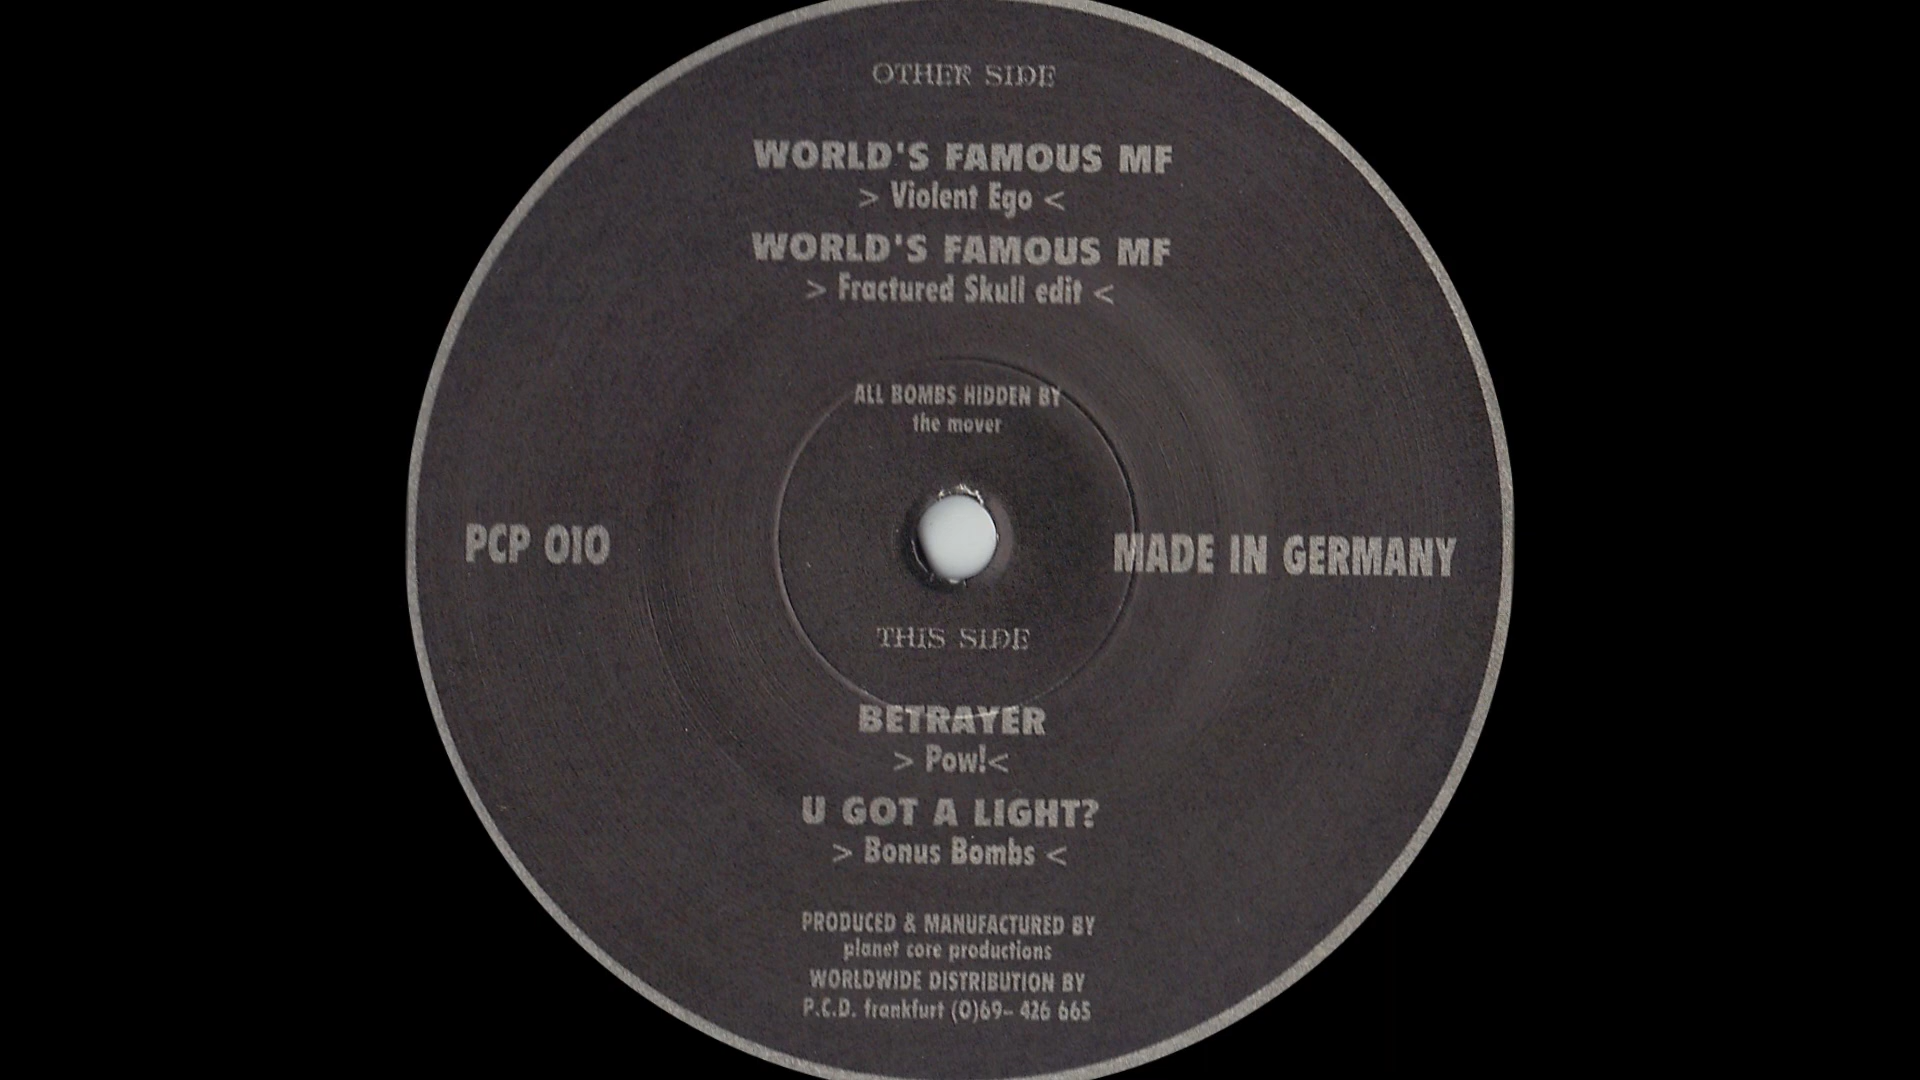 OTHER SIDE
WORLD'S FAMOUS MF
> Violent Ego <
WORLD'S FAMOUS MF
> Fractured Skull edit <
ALL BOMBS HIDDEN BY
the mover
PCP 010
MADE IN GERMANY
THIS SIDE
BETRAYER
> Pow!<
U GOT A LIGHT?
> Bonus Bombs <
PRODUCED & MANUFACTURED BY
planet core productions
WORLDWIDE DISTRIBUTION BY
P.C.D. frankfurt (0)69- 426 665